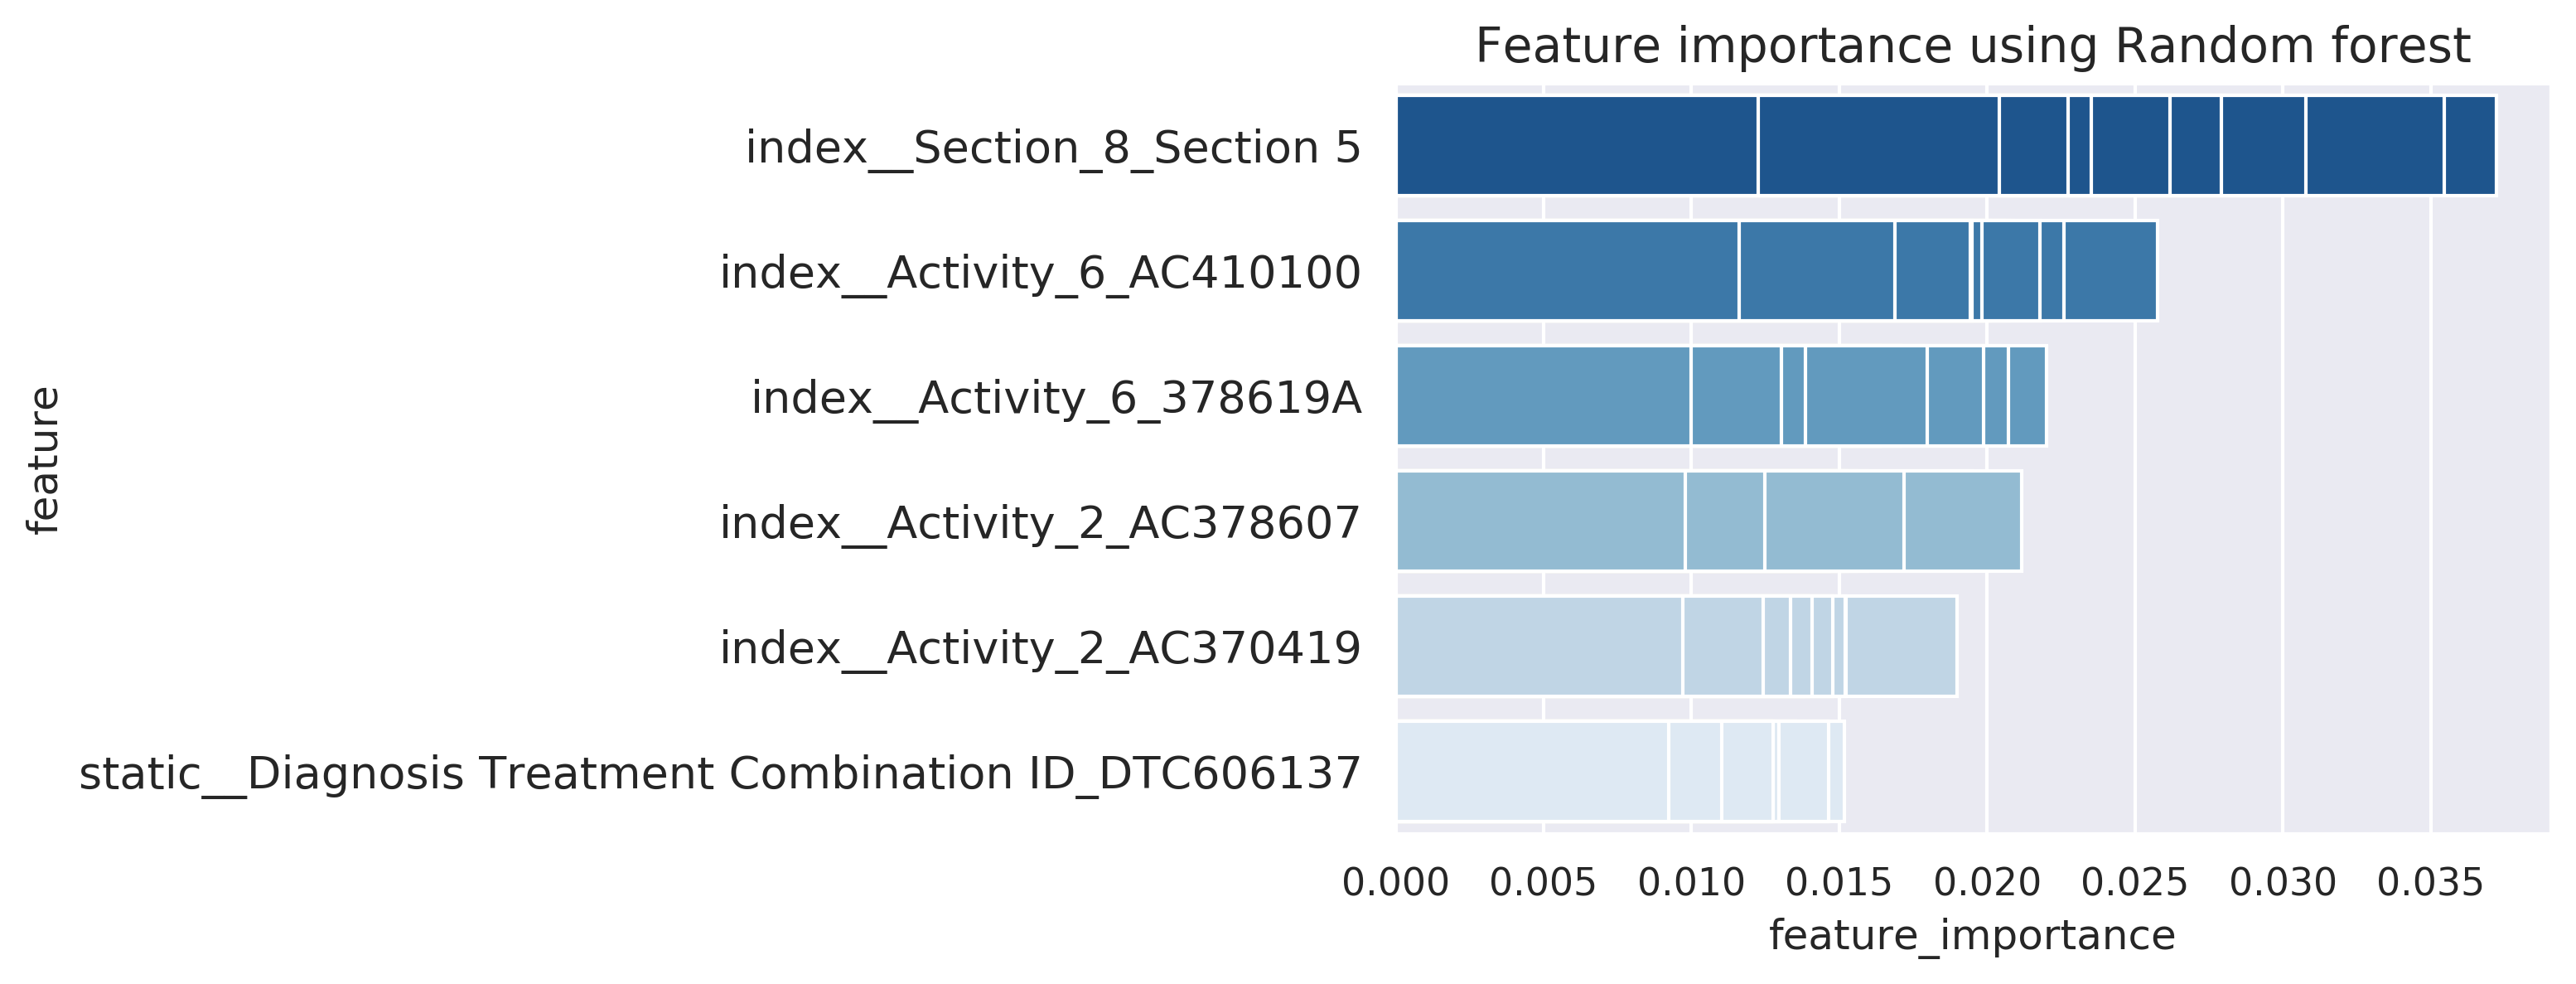 Feature importance using Random forest
index__Section_8_Section 5
index__Activity_6_AC410100
index__Activity_6_378619A
index__Activity_2_AC378607
index__Activity_2_AC370419
static__Diagnosis Treatment Combination ID_DTC606137
feature
0.000 0.005 0.010 0.015 0.020 0.025 0.030 0.035
feature_importance